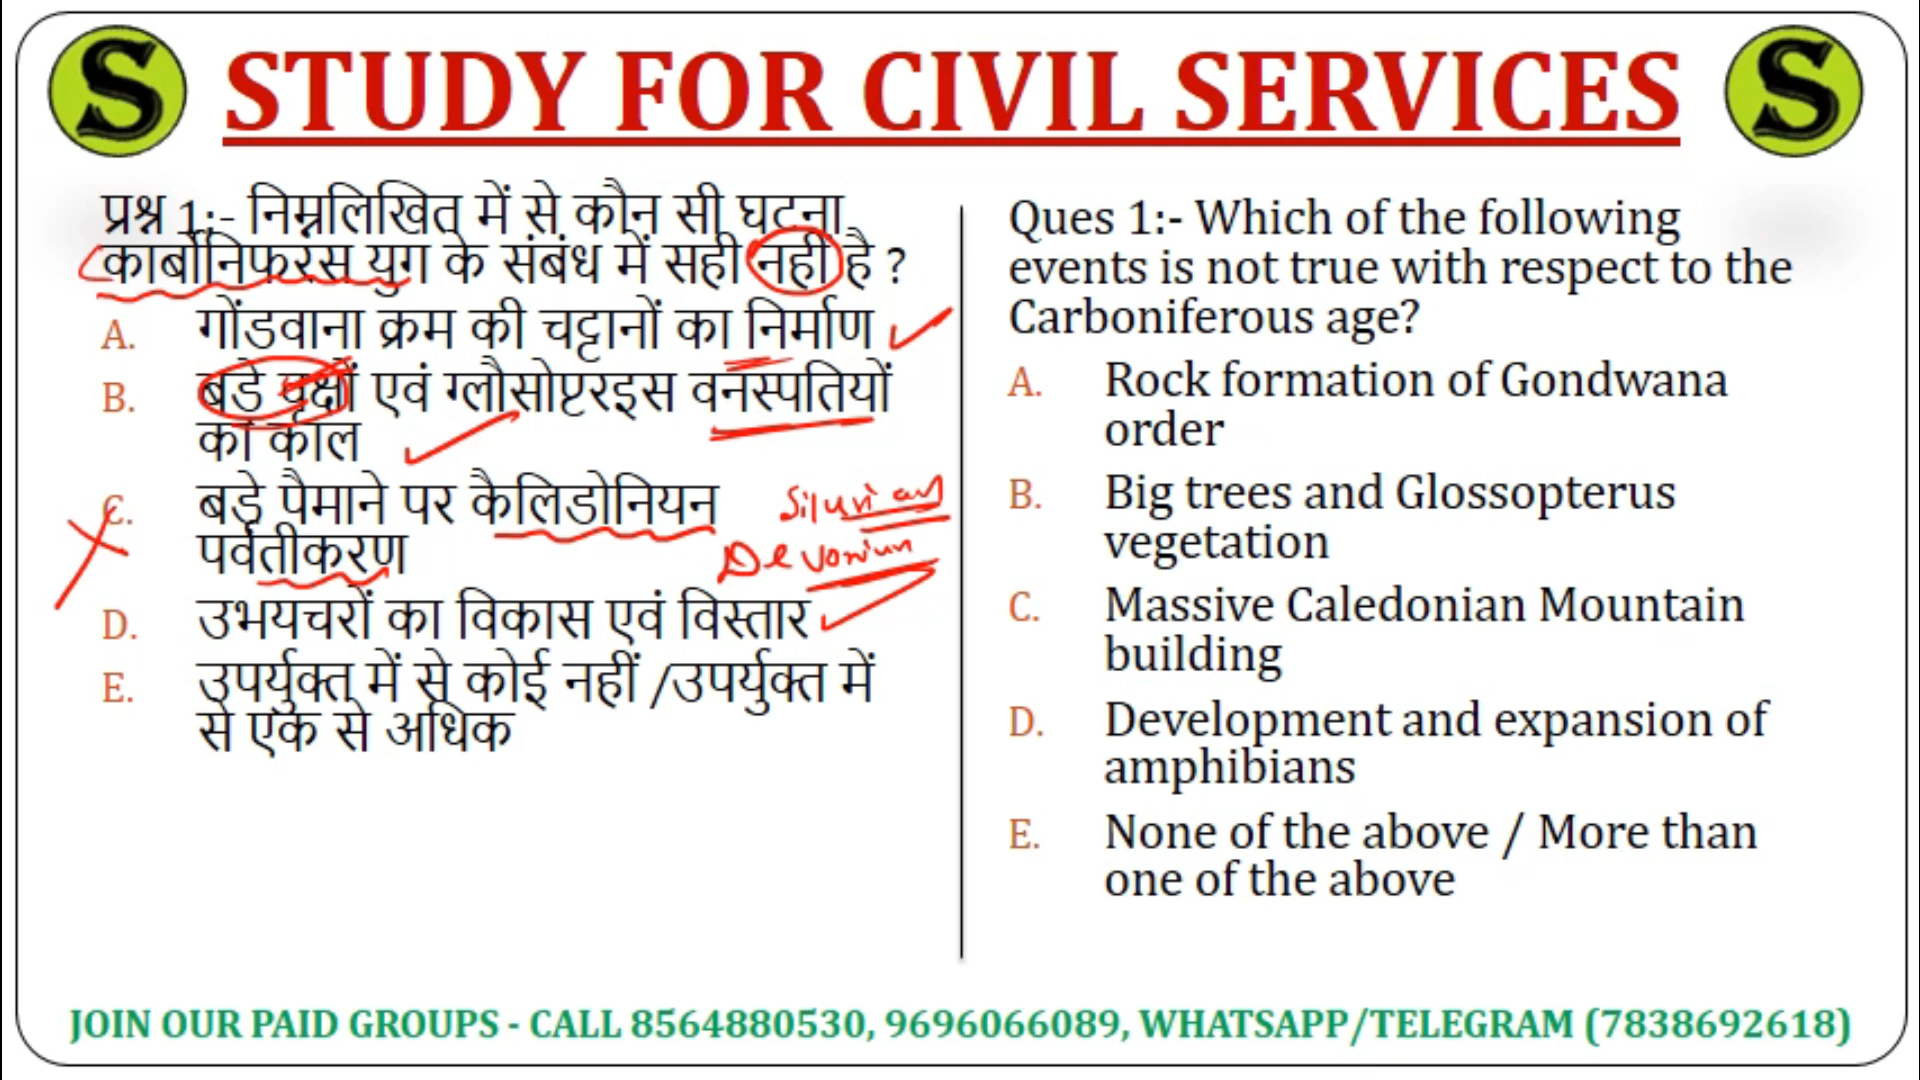 S STUDY FOR CIVIL SERVICES S
प्रश्न 1:- निम्नलिखित में से कौन सी घटना
कार्बोनिफरस युग के संबंध में सही नही है ?
A. गोंडवाना क्रम की चट्टानों का निर्माण
B. बड़े वृक्षों एवं ग्लौसोप्टरइस वनस्पतियों
का काल
C. बड़े पैमाने पर कैलिडोनियन
पर्वतीकरण
Silurian
Devonian
D. उभयचरों का विकास एवं विस्तार
E. उपर्युक्त में से कोई नहीं /उपर्युक्त में
से एक से अधिक
Ques 1:- Which of the following
events is not true with respect to the
Carboniferous age?
A. Rock formation of Gondwana
order
B. Big trees and Glossopterus
vegetation
C. Massive Caledonian Mountain
building
D. Development and expansion of
amphibians
E. None of the above / More than
one of the above
JOIN OUR PAID GROUPS - CALL 8564880530, 9696066089, WHATSAPP/TELEGRAM (7838692618)